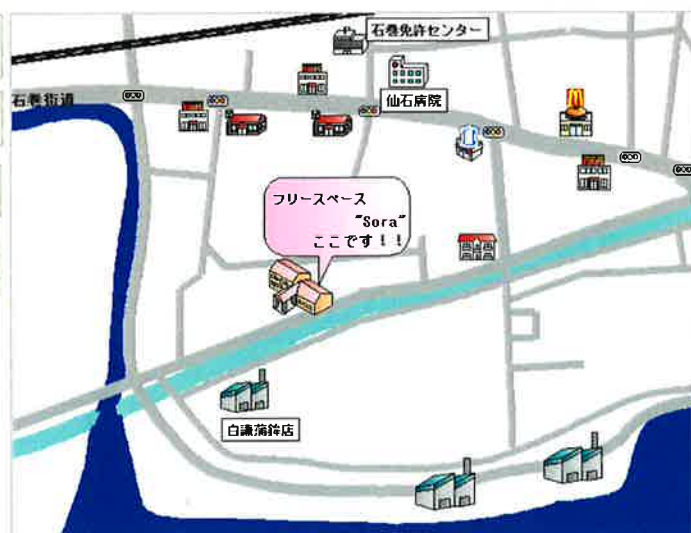 石巻免許センター
石巻街道
仙石病院
フリースペース
"Sora"
ここです！！
白謙蒲鉾店